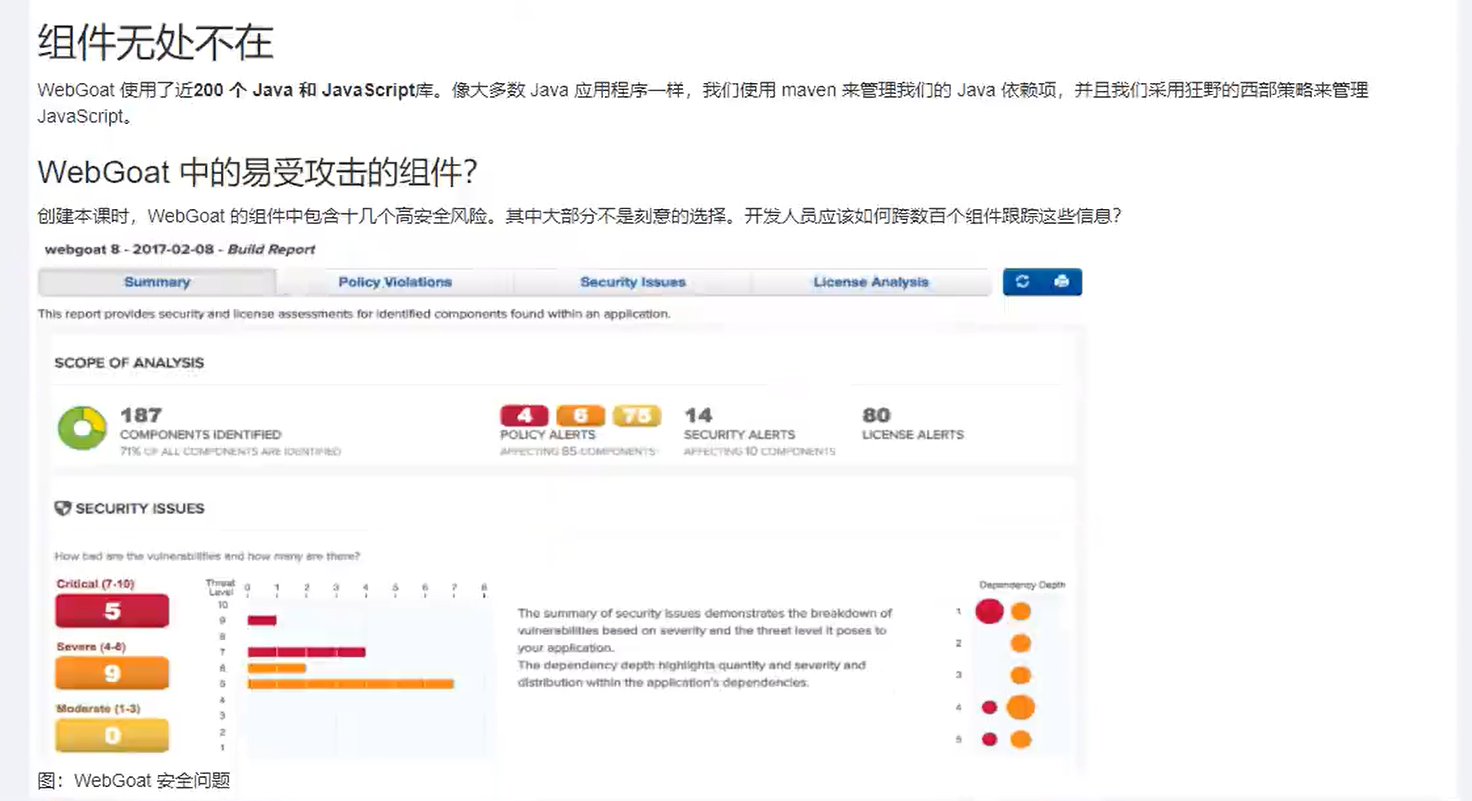 组件无处不在
WebGoat 使用了近200 个 Java 和 JavaScript库。像大多数 Java 应用程序一样，我们使用 maven 来管理我们的 Java 依赖项，并且我们采用狂野的西部策略来管理
JavaScript。
WebGoat 中的易受攻击的组件？
创建本课时，WebGoat 的组件中包含十几个高安全风险。其中大部分不是刻意的选择。开发人员应该如何跨数百个组件跟踪这些信息？
webgoat 8 - 2017-02-08 - Build Report
Summary Policy Violations Security Issues License Analysis
This report provides security and license assessments for identified components found within an application.
SCOPE OF ANALYSIS
187 4 6 75 14 80
COMPONENTS IDENTIFIED POLICY ALERTS SECURITY ALERTS LICENSE ALERTS
71% OF ALL COMPONENTS ARE IDENTIFIED AFFECTING 85 COMPONENTS AFFECTING 10 COMPONENTS
SECURITY ISSUES
How bad are the vulnerabilities and how many are there?
Critical (7-10)
5
Severe (4-6)
9
Moderate (1-3)
0
Threat
Level
0 1 2 3 4 5 6 7 8
10
9
8
7
6
5
4
3
2
1
The summary of security issues demonstrates the breakdown of
vulnerabilities based on severity and the threat level it poses to
your application.
The dependency depth highlights quantity and severity and
distribution within the application's dependencies.
Dependency Depth
1
2
3
4
5
图：WebGoat 安全问题